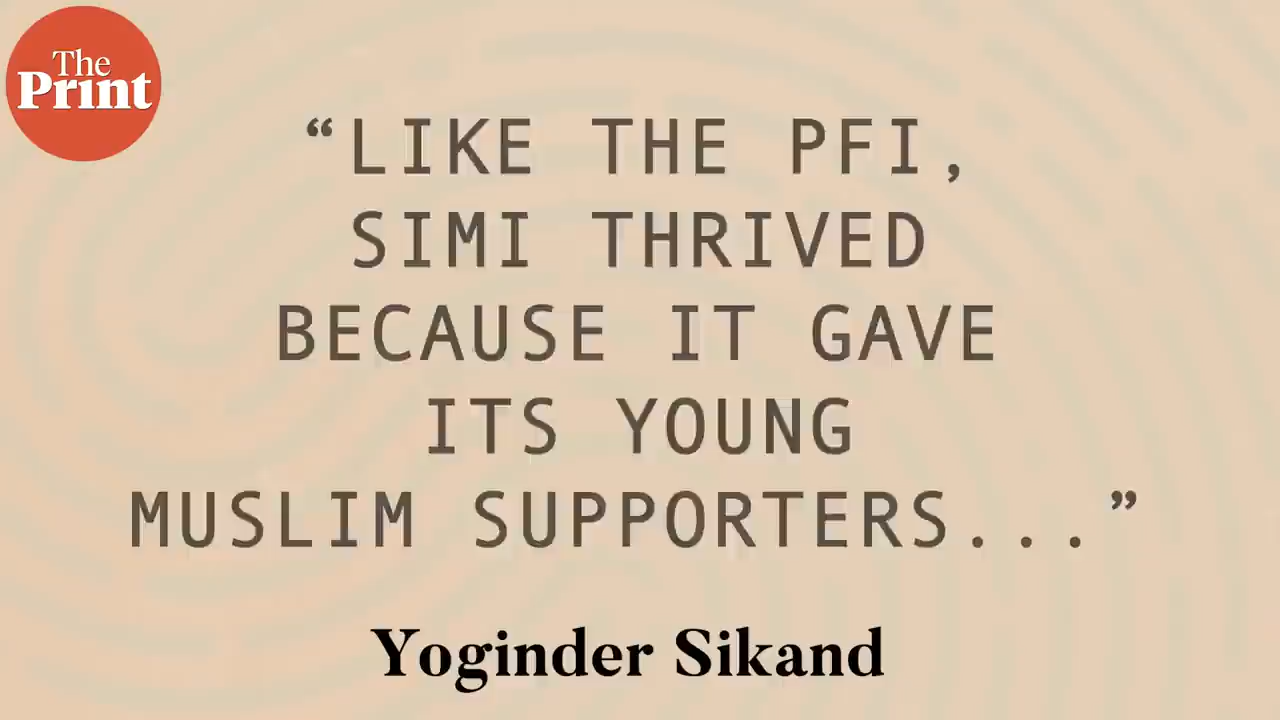 The
Print
“LIKE THE PFI,
SIMI THRIVED
BECAUSE IT GAVE
ITS YOUNG
MUSLIM SUPPORTERS...”
Yoginder Sikand